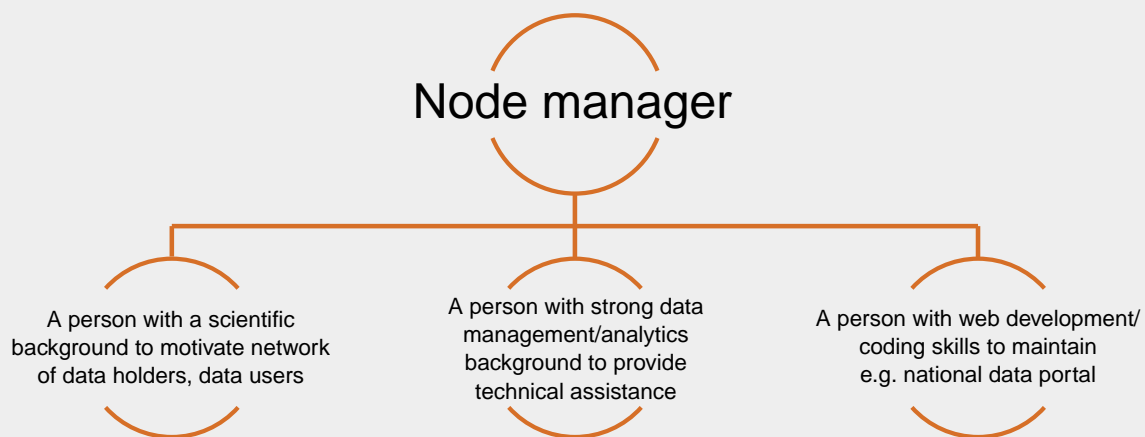 Node manager
A person with a scientific
background to motivate network
of data holders, data users
A person with strong data
management/analytics
background to provide
technical assistance
A person with web development/
coding skills to maintain
e.g. national data portal